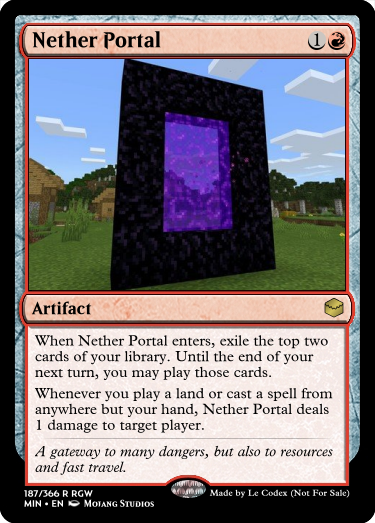 Nether Portal 1
Artifact
When Nether Portal enters, exile the top two
cards of your library. Until the end of your
next turn, you may play those cards.
Whenever you play a land or cast a spell from
anywhere but your hand, Nether Portal deals
1 damage to target player.
A gateway to many dangers, but also to resources
and fast travel.
187/366 R RGW
MIN • EN Mojang Studios
Made by Le Codex (Not For Sale)